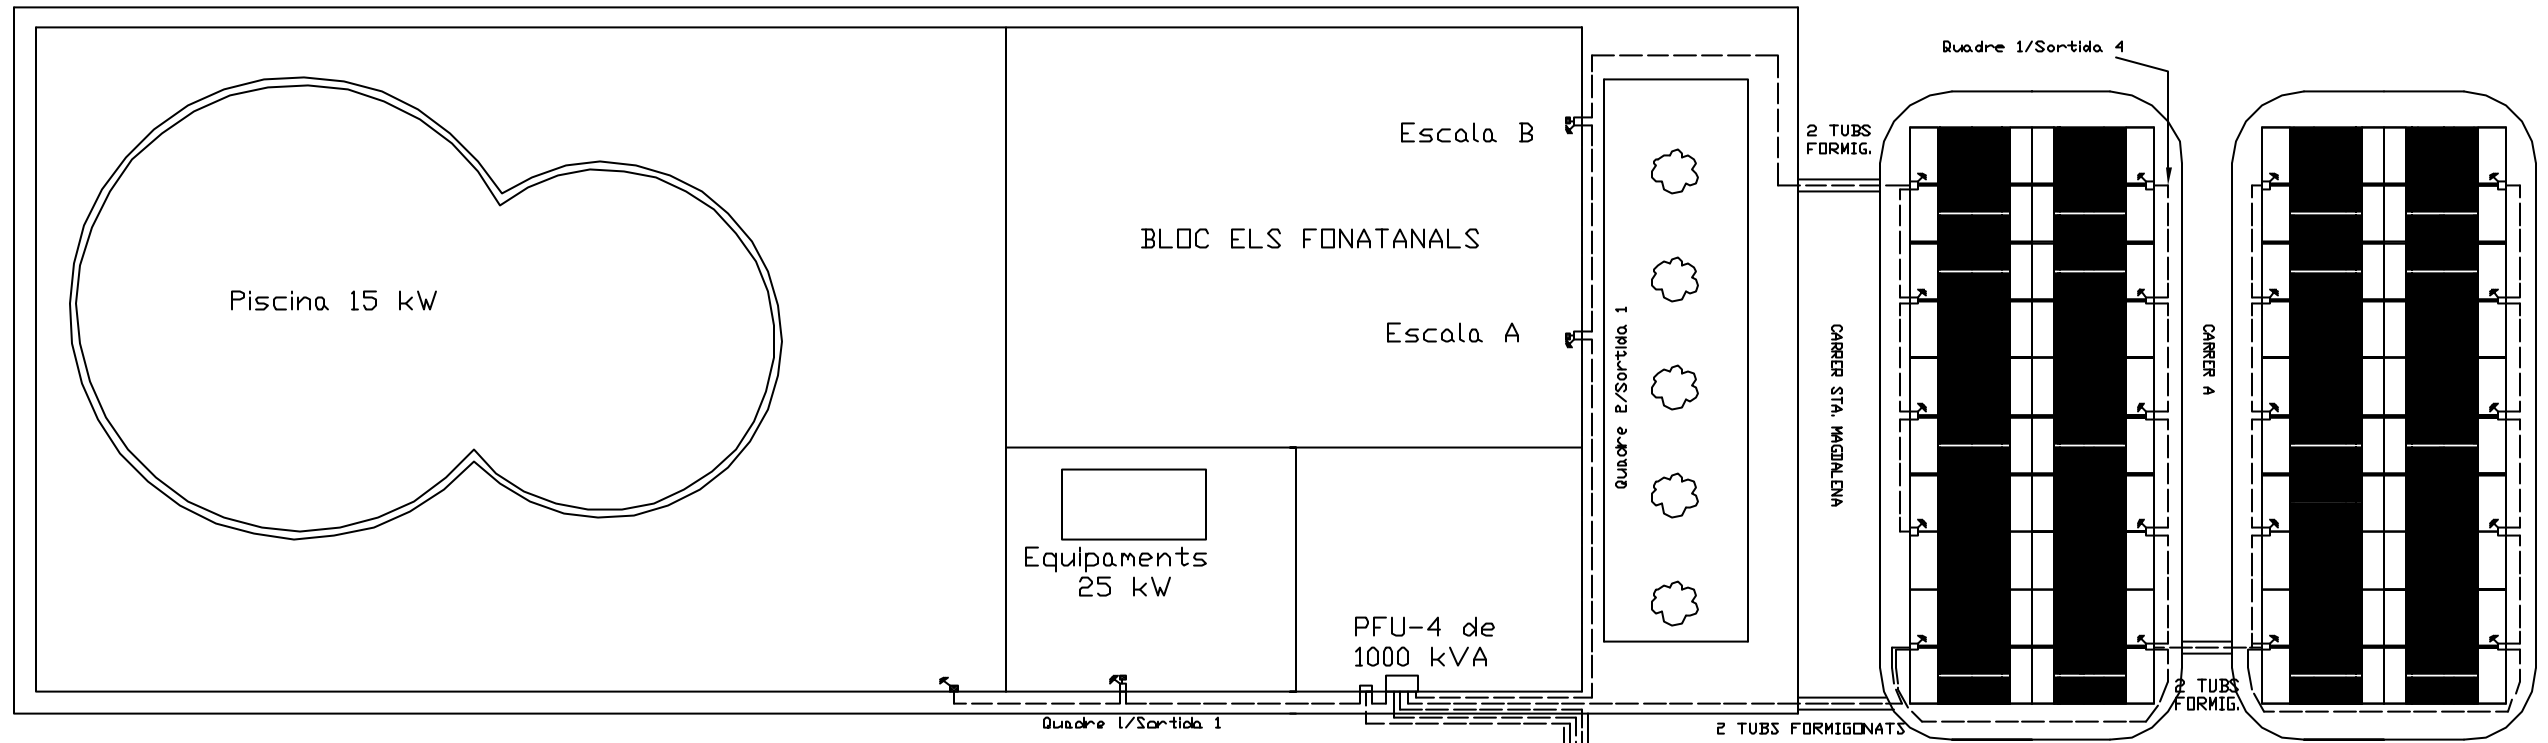 Quadre 1/Sortida 4
Escala B
2 TUBS
FORMIG.
BLOC ELS FONATANALS
Piscina 15 kW
Escala A
Quadre 2/Sortida 1
CARRER STA. MAGDALENA
CARRER A
Equipaments
25 kW
PFU-4 de
1000 kVA
2 TUBS
FORMIG.
Quadre 1/Sortida 1
2 TUBS FORMIGONATS